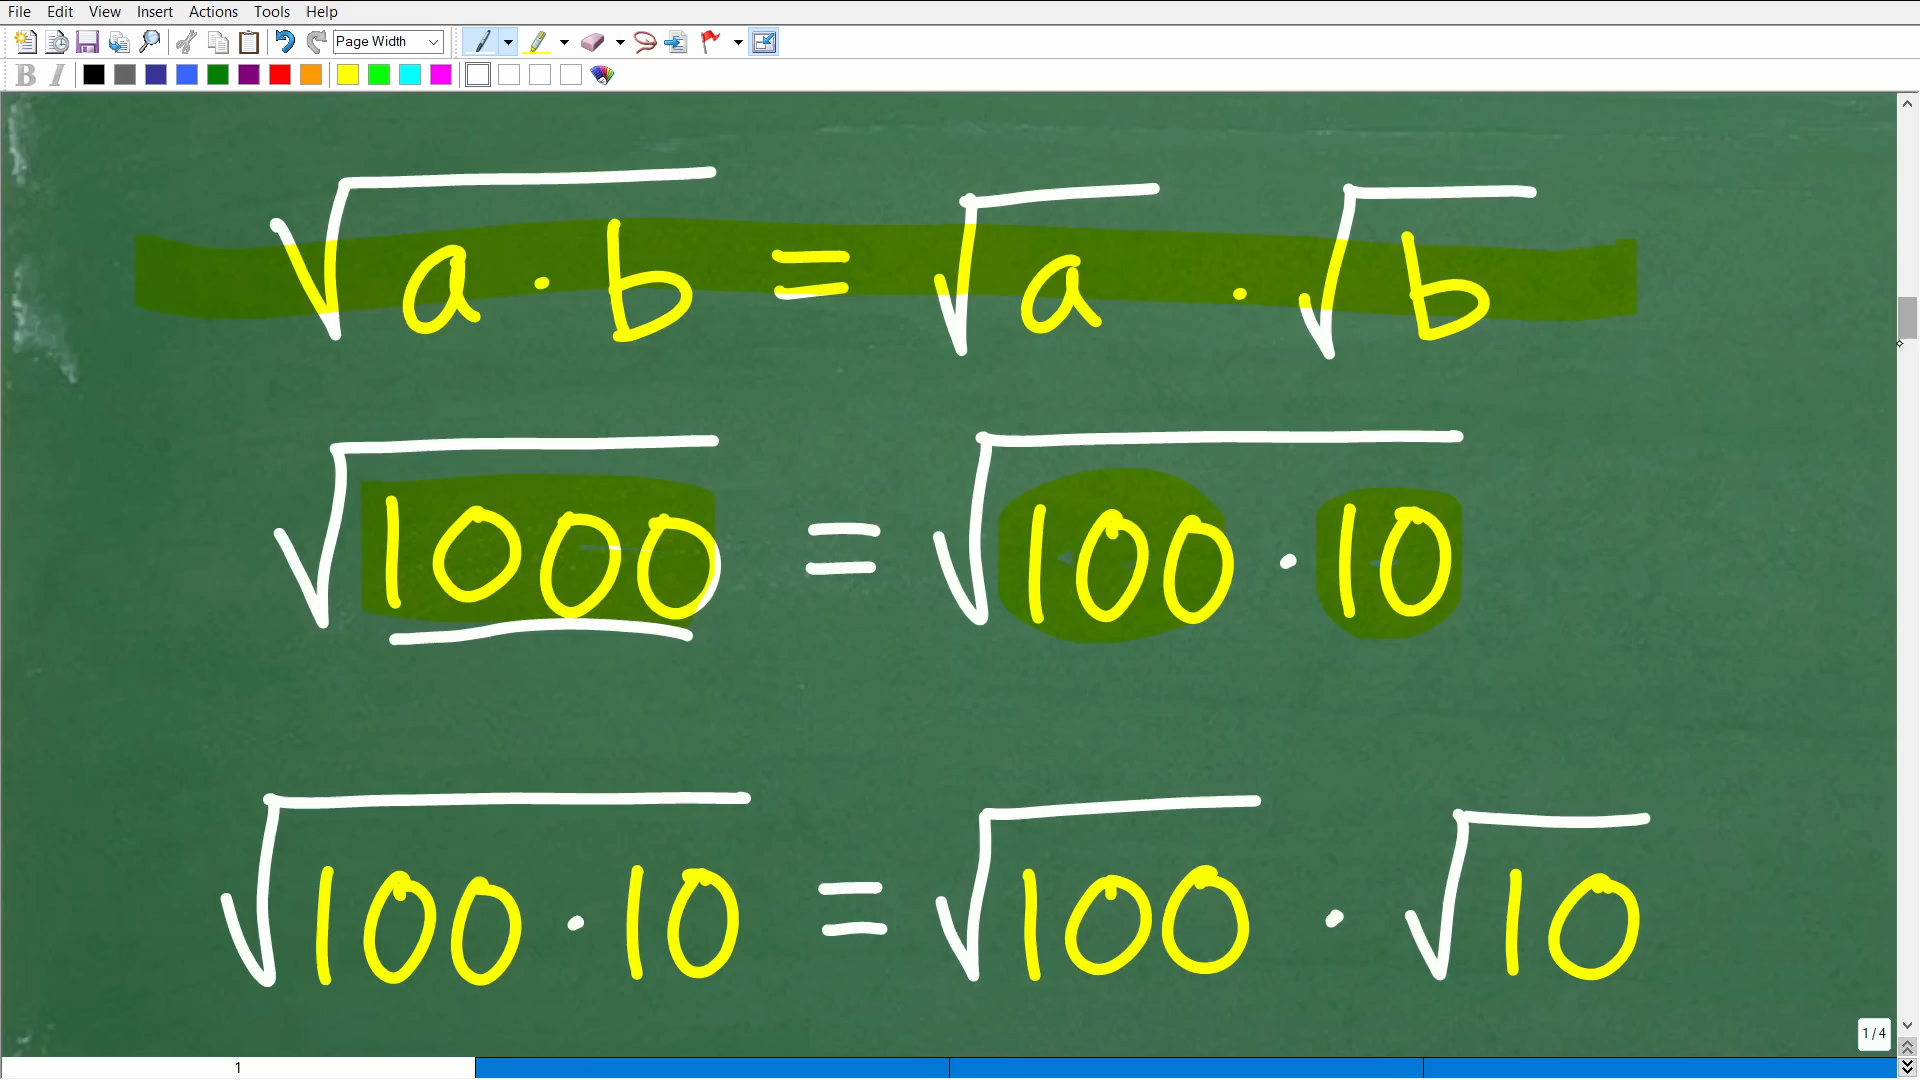 File Edit View Insert Actions Tools Help
Page Width
B I
√a · b = √a · √b
√1000 = √100 · 10
√100 · 10 = √100 · √10
1 / 4
1